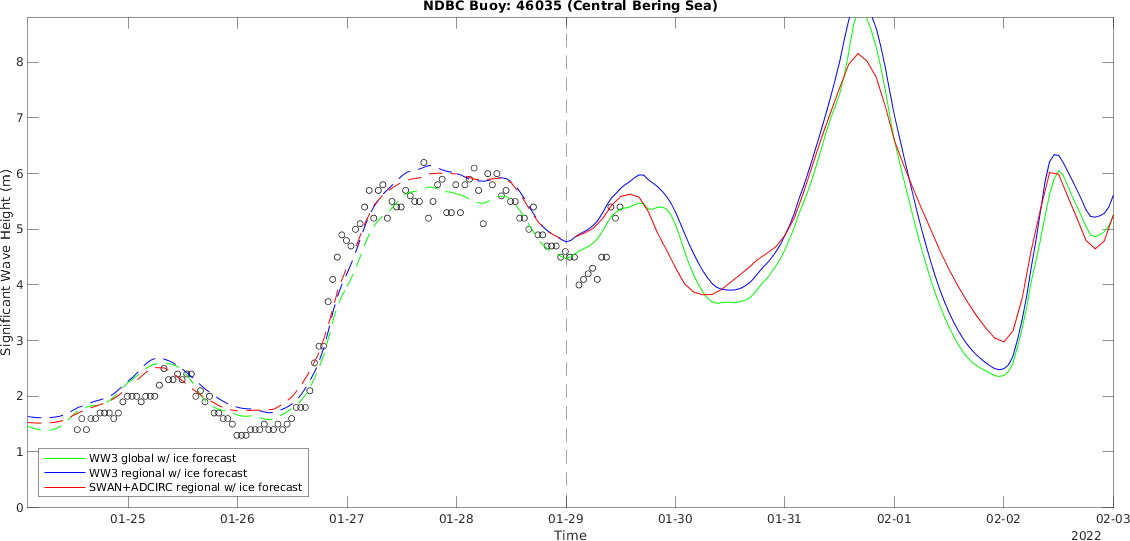 NDBC Buoy: 46035 (Central Bering Sea)
Significant Wave Height (m)
8
7
6
5
4
3
2
1
0
WW3 global w/ ice forecast
WW3 regional w/ ice forecast
SWAN+ADCIRC regional w/ ice forecast
01-25 01-26 01-27 01-28 01-29 01-30 01-31 02-01 02-02 02-03
Time
2022